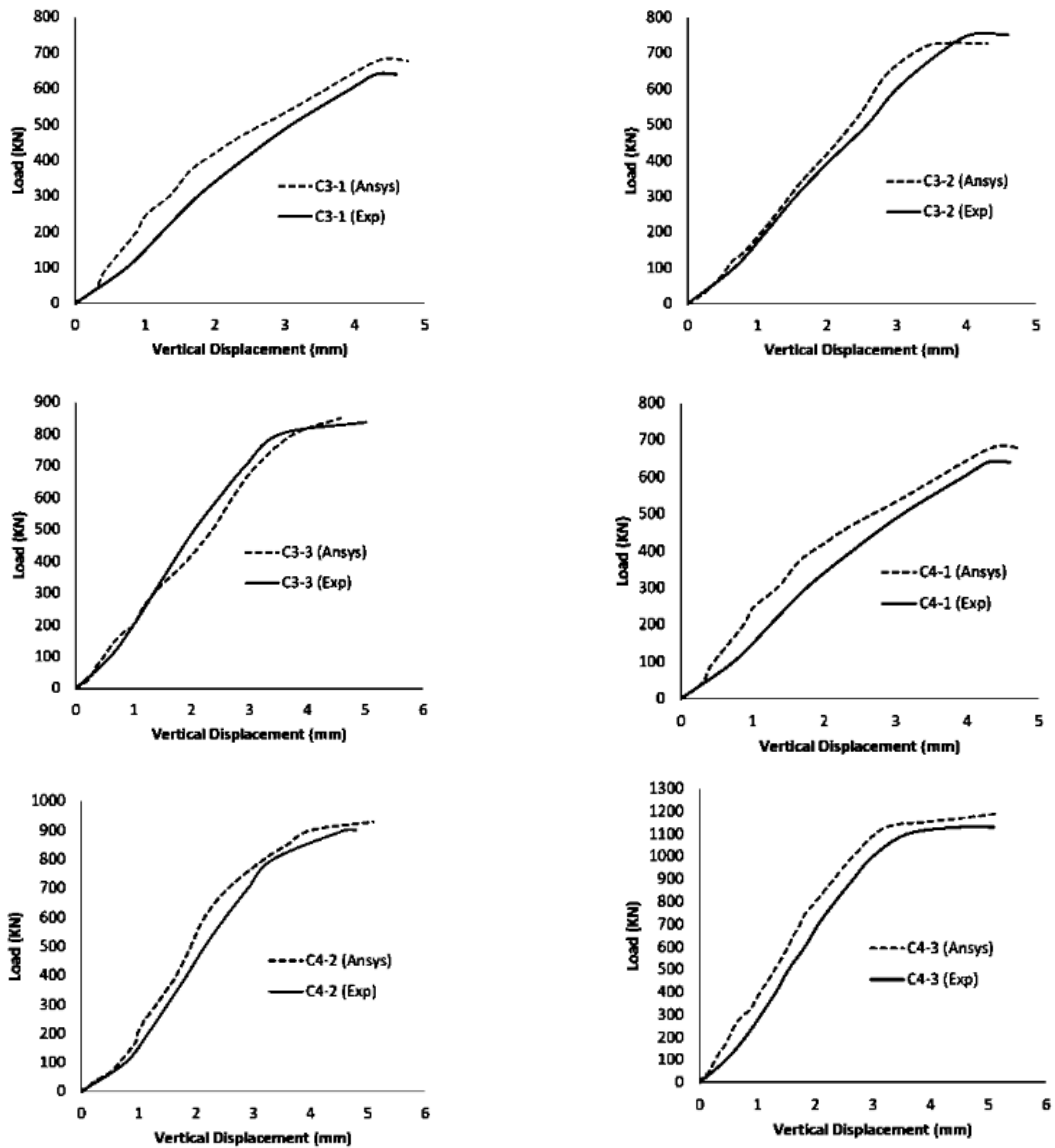 800
700
600
500
400
300
200
100
0
Load (KN)
C3-1 (Ansys)
C3-1 (Exp)
0 1 2 3 4 5
Vertical Displacement (mm)
800
700
600
500
400
300
200
100
0
Load (KN)
C3-2 (Ansys)
C3-2 (Exp)
0 1 2 3 4 5
Vertical Displacement (mm)
900
800
700
600
500
400
300
200
100
0
Load (KN)
C3-3 (Ansys)
C3-3 (Exp)
0 1 2 3 4 5 6
Vertical Displacement (mm)
800
700
600
500
400
300
200
100
0
Load (KN)
C4-1 (Ansys)
C4-1 (Exp)
0 1 2 3 4 5
Vertical Displacement (mm)
1000
900
800
700
600
500
400
300
200
100
0
Load (KN)
C4-2 (Ansys)
C4-2 (Exp)
0 1 2 3 4 5 6
Vertical Displacement (mm)
1300
1200
1100
1000
900
800
700
600
500
400
300
200
100
0
Load (KN)
C4-3 (Ansys)
C4-3 (Exp)
0 1 2 3 4 5 6
Vertical Displacement (mm)